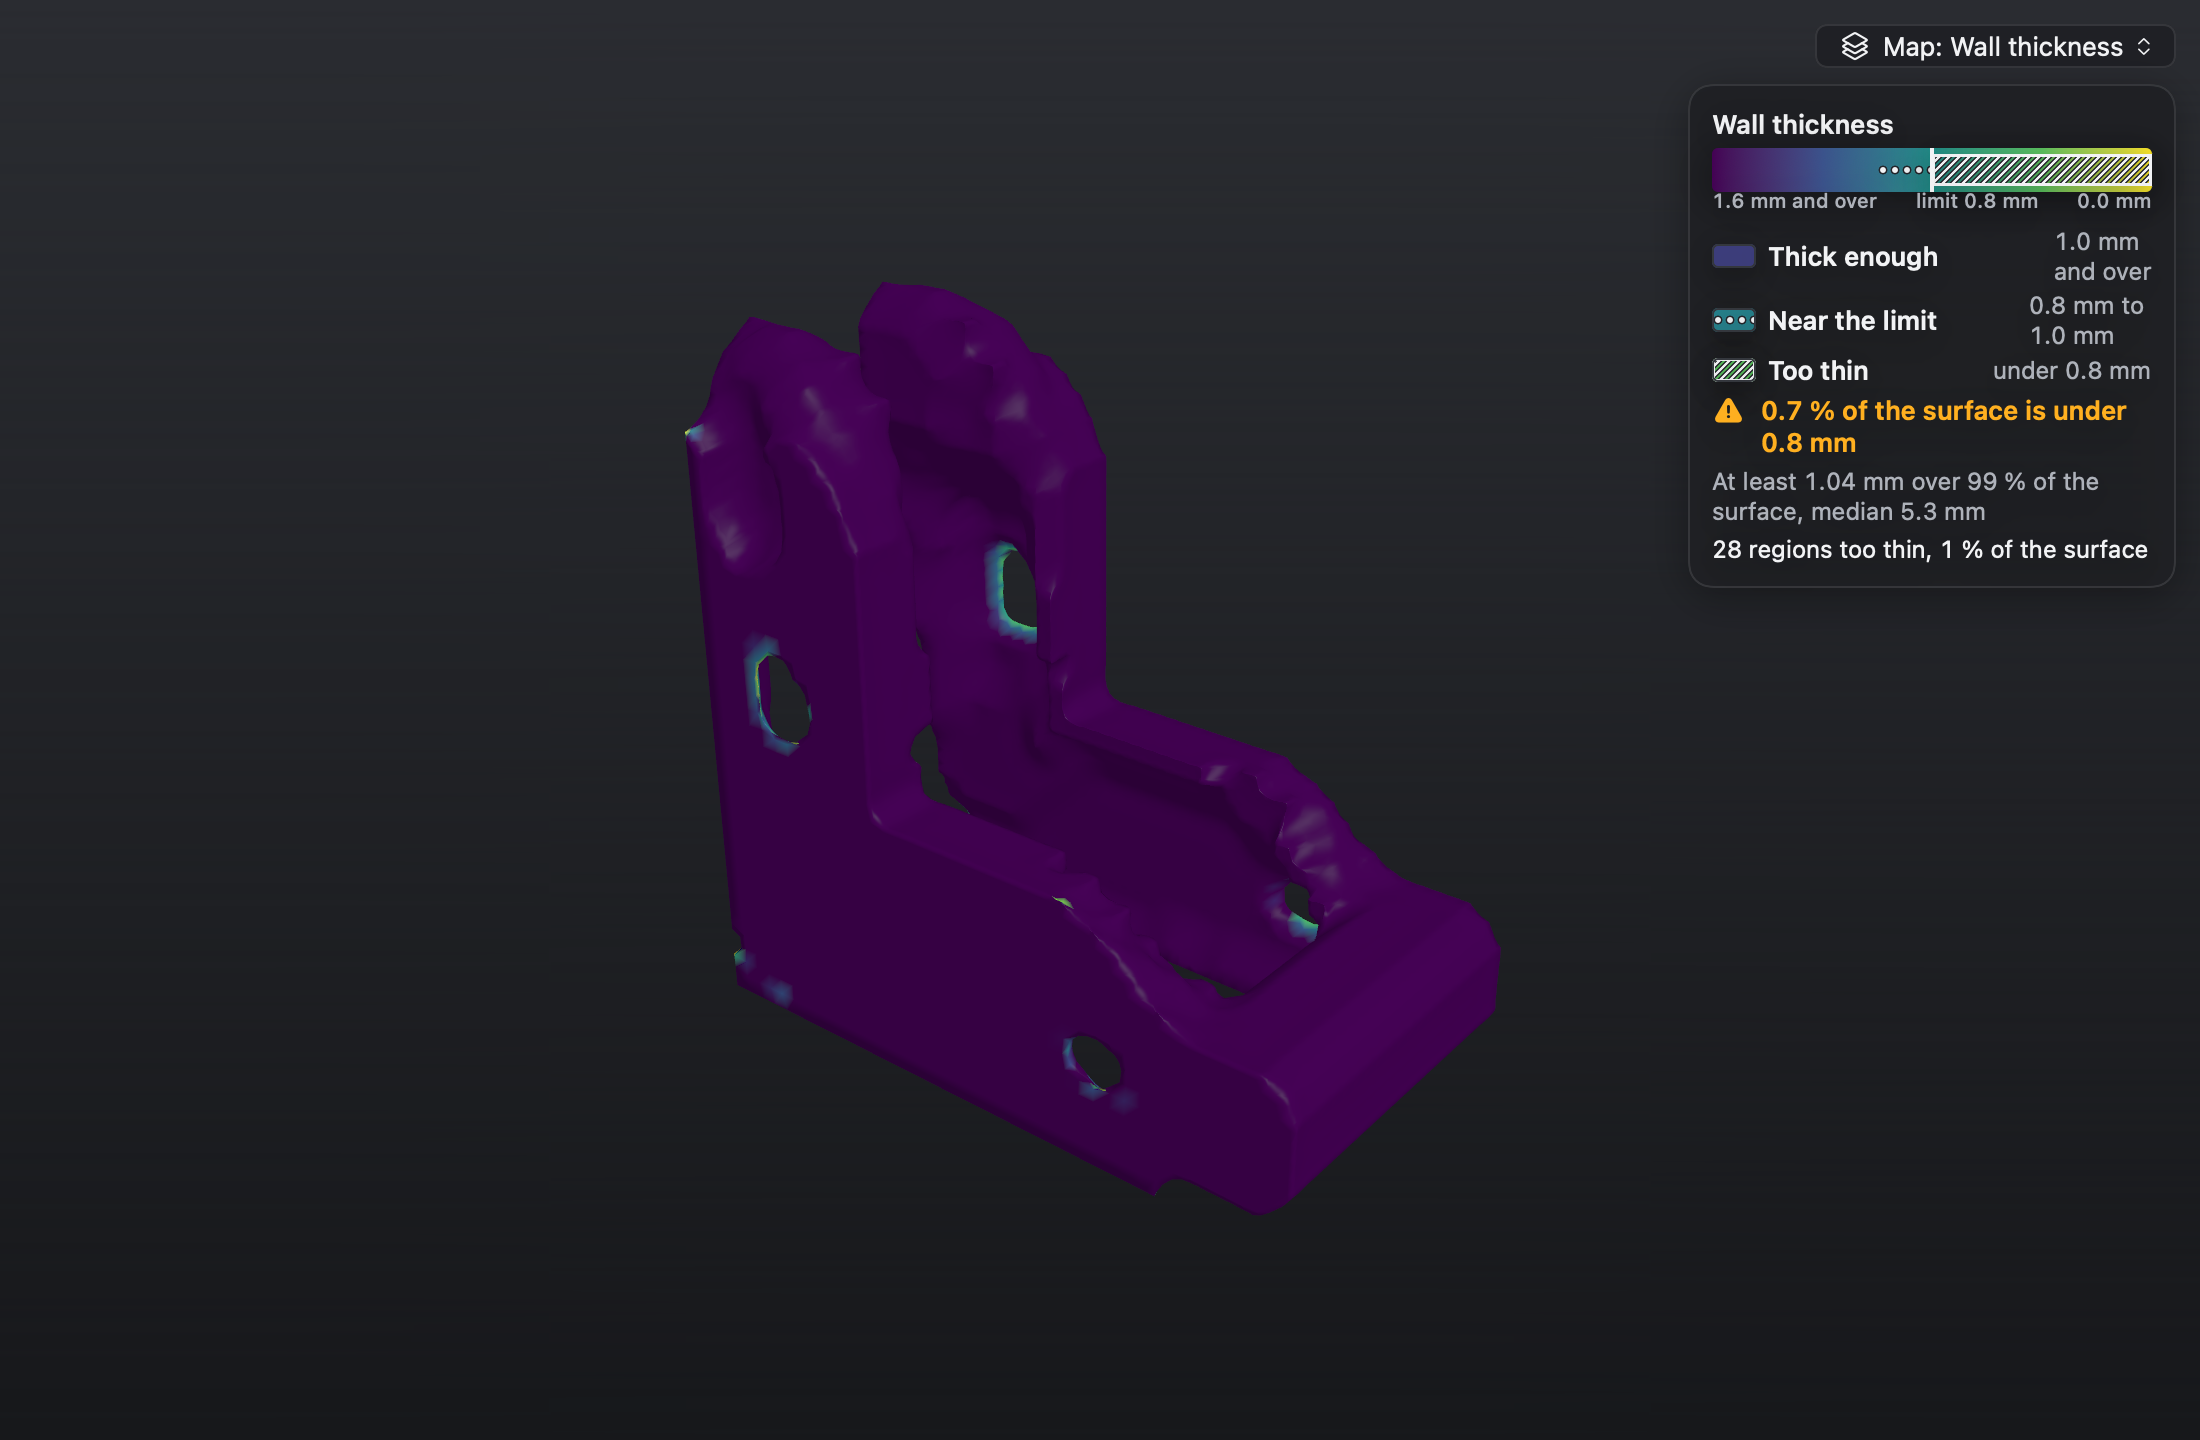 Map: Wall thickness
Wall thickness
1.6 mm and over limit 0.8 mm 0.0 mm
Thick enough 1.0 mm
and over
Near the limit 0.8 mm to
1.0 mm
Too thin under 0.8 mm
0.7 % of the surface is under
0.8 mm
At least 1.04 mm over 99 % of the
surface, median 5.3 mm
28 regions too thin, 1 % of the surface